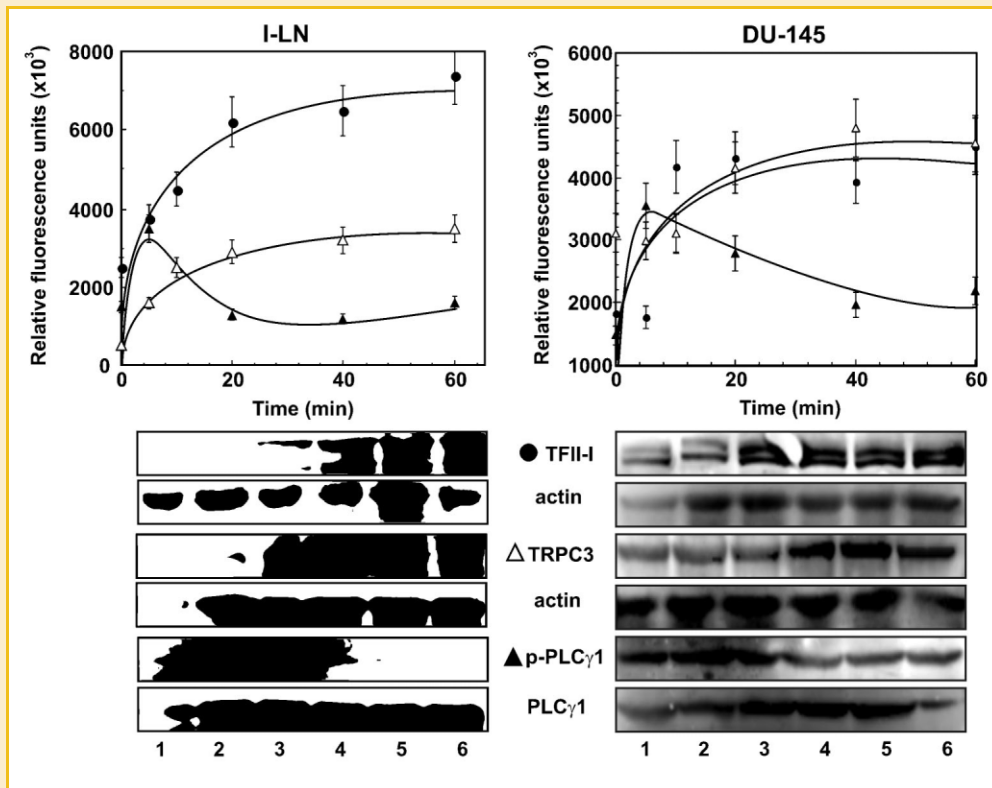 I-LN
Relative fluorescence units (x10³)
8000
6000
4000
2000
0
0 20 40 60
Time (min)
DU-145
Relative fluorescence units (x10³)
6000
5000
4000
3000
2000
1000
0 20 40 60
Time (min)
● TFII-I
actin
△ TRPC3
actin
▲ p-PLCγ1
PLCγ1
1 2 3 4 5 6
1 2 3 4 5 6